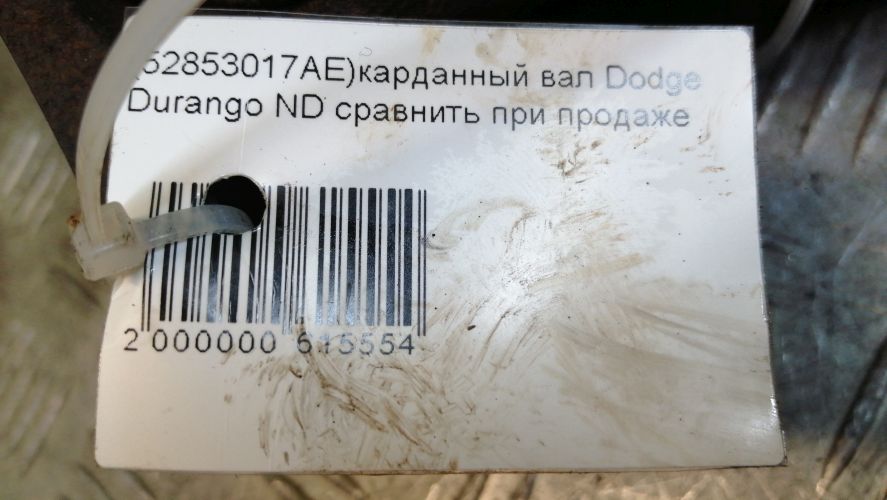 (52853017AE)карданный вал Dodge
Durango ND сравнить при продаже
2 000000 615554